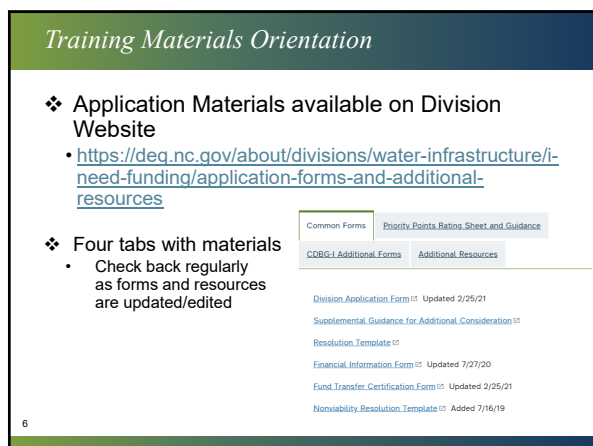 Training Materials Orientation
❖ Application Materials available on Division
Website
• https://deq.nc.gov/about/divisions/water-infrastructure/i-
need-funding/application-forms-and-additional-
resources
❖ Four tabs with materials
• Check back regularly
as forms and resources
are updated/edited
Common Forms Priority Points Rating Sheet and Guidance
CDBG-I Additional Forms Additional Resources
Division Application Form Updated 2/25/21
Supplemental Guidance for Additional Consideration
Resolution Template
Financial Information Form Updated 7/27/20
Fund Transfer Certification Form Updated 2/25/21
Nonviability Resolution Template Added 7/16/19
6